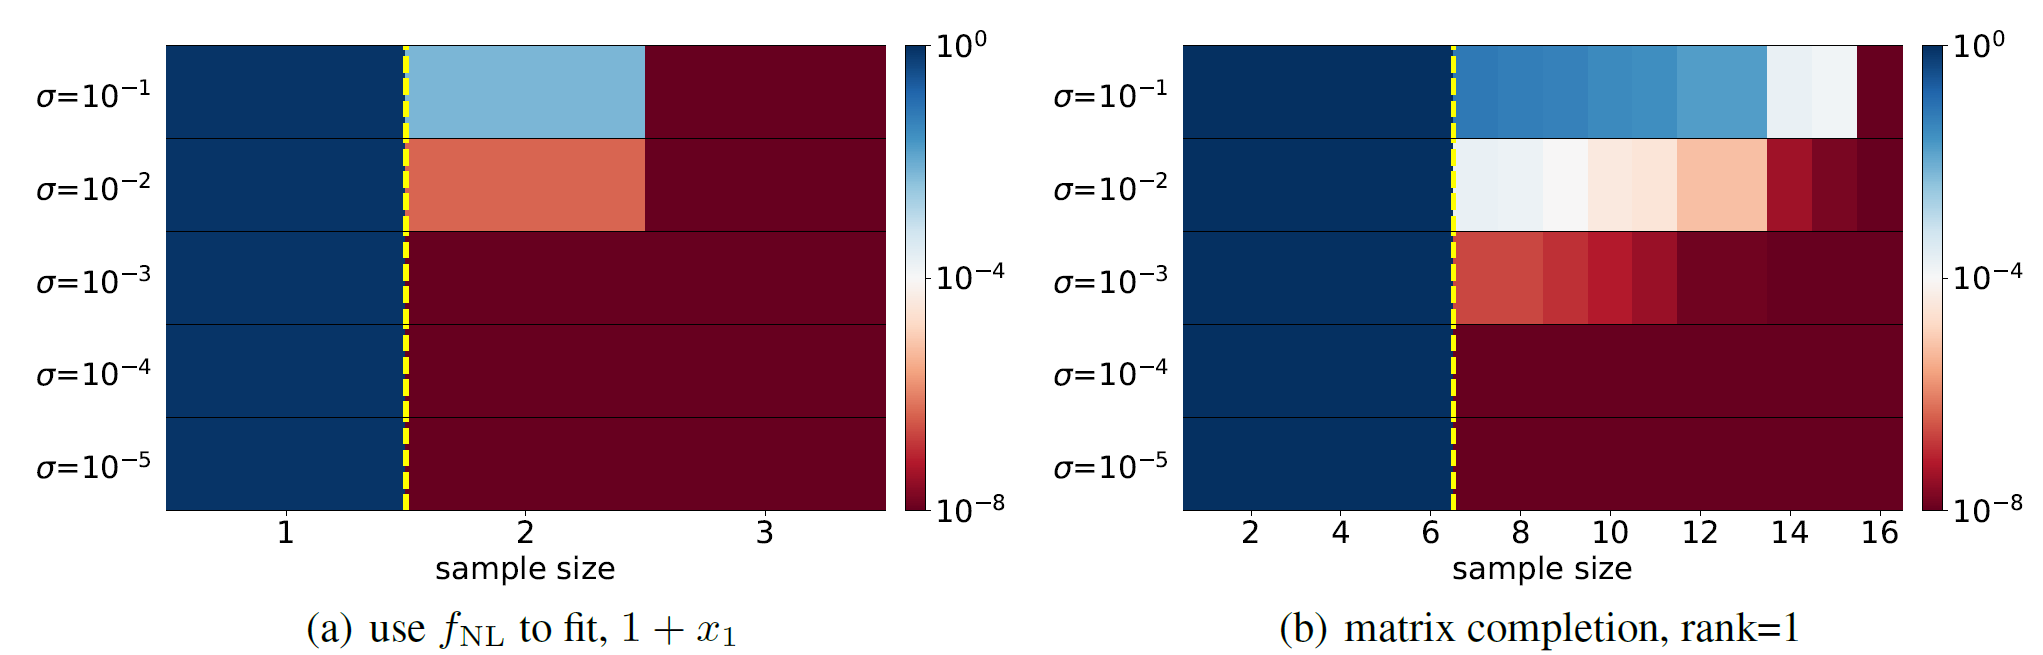 σ=10⁻¹
σ=10⁻²
σ=10⁻³
σ=10⁻⁴
σ=10⁻⁵
1 2 3
sample size
10⁰
10⁻⁴
10⁻⁸
(a) use f_NL to fit, 1 + x₁
σ=10⁻¹
σ=10⁻²
σ=10⁻³
σ=10⁻⁴
σ=10⁻⁵
2 4 6 8 10 12 14 16
sample size
10⁰
10⁻⁴
10⁻⁸
(b) matrix completion, rank=1